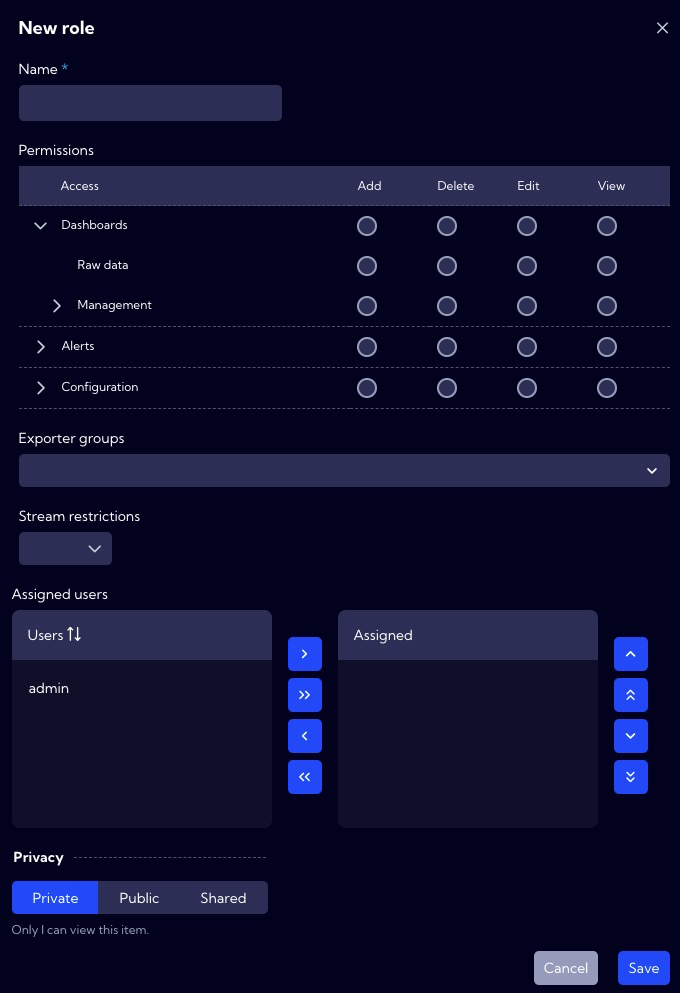 New role
Name *
Permissions
Access Add Delete Edit View
Dashboards
Raw data
Management
Alerts
Configuration
Exporter groups
Stream restrictions
Assigned users
Users Assigned
admin
Privacy
Private Public Shared
Only I can view this item.
Cancel Save